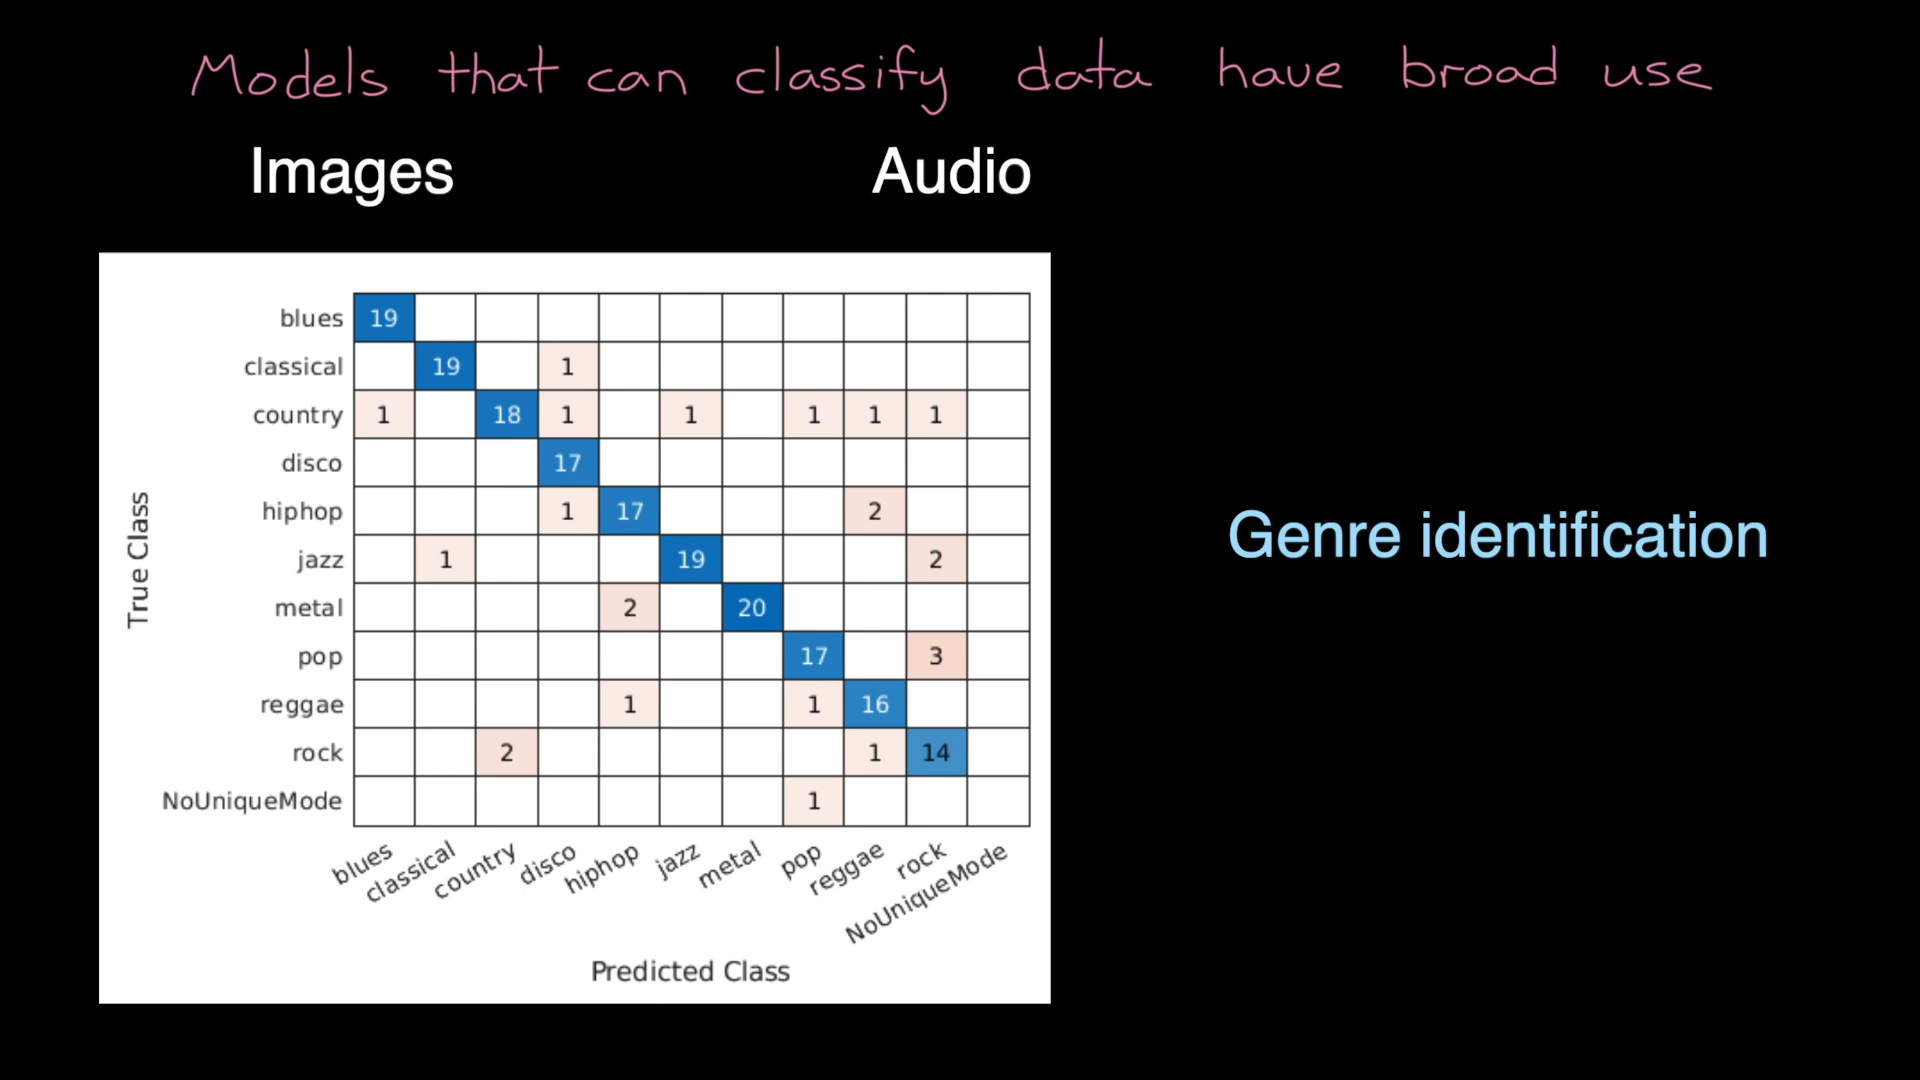 Models that can classify data have broad use
Images Audio
blues 19
classical 19 1
country 1 18 1 1 1 1 1
disco 17
hiphop 1 17 2
jazz 1 19 2
metal 2 20
pop 17 3
reggae 1 1 16
rock 2 1 14
NoUniqueMode 1
True Class
blues classical country disco hiphop jazz metal pop reggae rock NoUniqueMode
Predicted Class
Genre identification